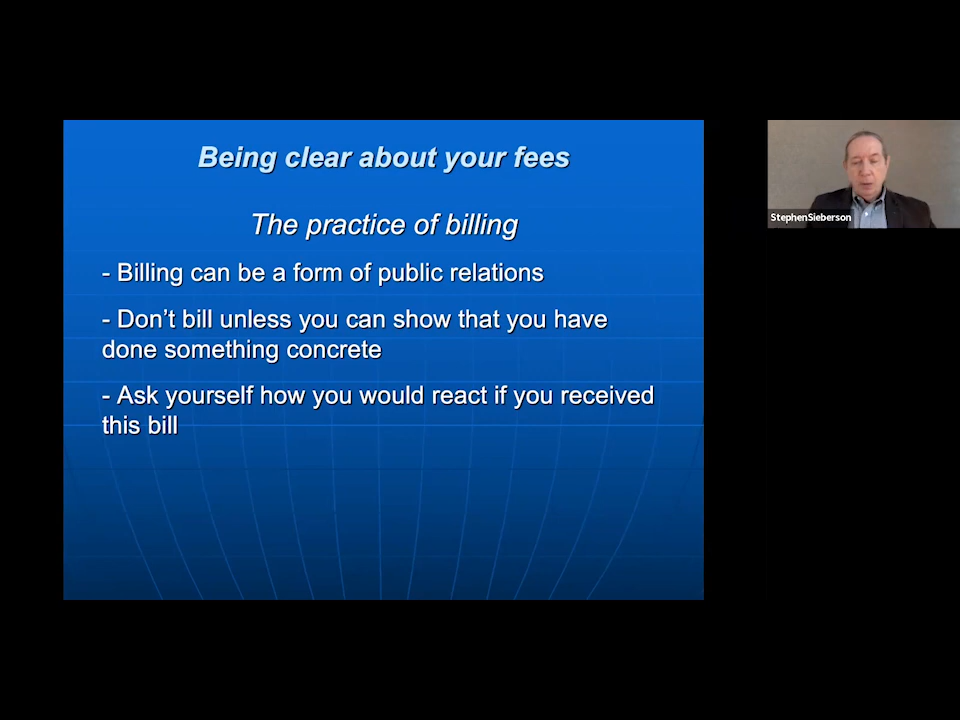 Being clear about your fees
The practice of billing
- Billing can be a form of public relations
- Don’t bill unless you can show that you have
done something concrete
- Ask yourself how you would react if you received
this bill
StephenSieberson